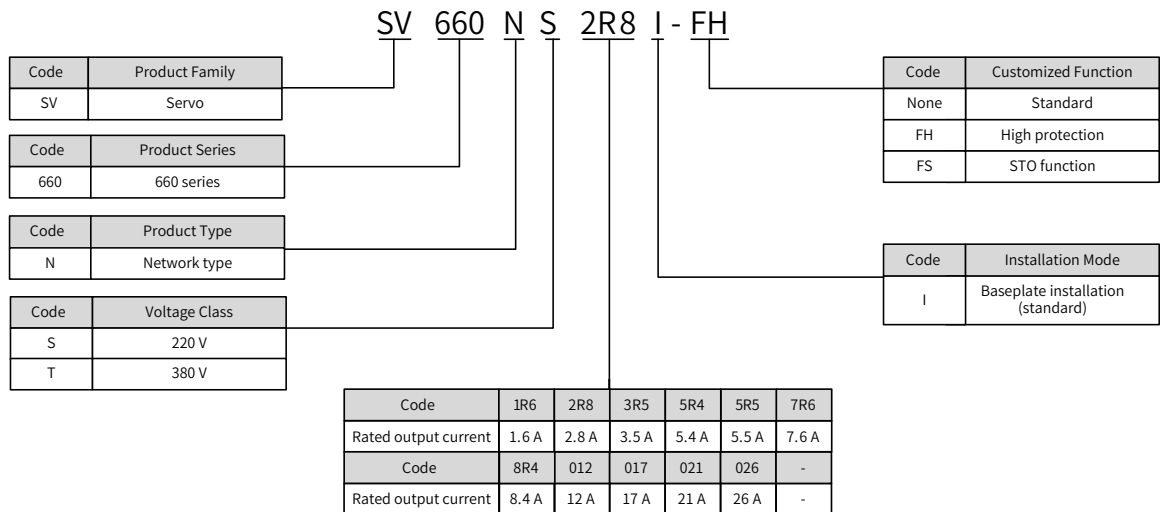 SV 660 N S 2R8 I - FH
Code Product Family
SV Servo
Code Product Series
660 660 series
Code Product Type
N Network type
Code Voltage Class
S 220 V
T 380 V
Code Customized Function
None Standard
FH High protection
FS STO function
Code Installation Mode
I Baseplate installation
(standard)
Code 1R6 2R8 3R5 5R4 5R5 7R6
Rated output current 1.6 A 2.8 A 3.5 A 5.4 A 5.5 A 7.6 A
Code 8R4 012 017 021 026 -
Rated output current 8.4 A 12 A 17 A 21 A 26 A -